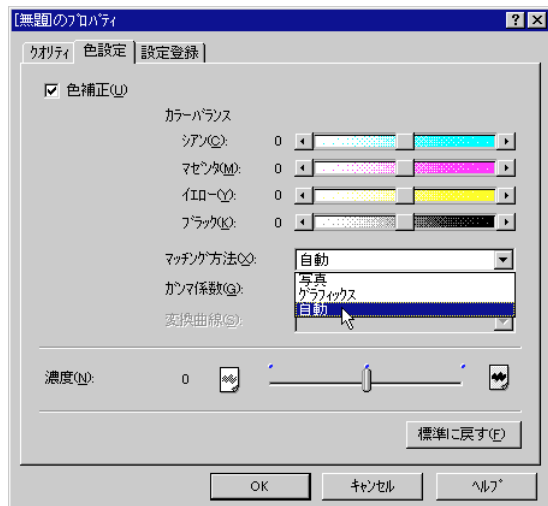 [無題]のﾌﾟﾛﾊﾟﾃｨ
ｸｵﾘﾃｨ 色設定 設定登録
色補正(U)
ｶﾗｰﾊﾞﾗﾝｽ
ｼｱﾝ(C): 0
ﾏｾﾞﾝﾀ(M): 0
ｲｴﾛｰ(Y): 0
ﾌﾞﾗｯｸ(K): 0
ﾏｯﾁﾝｸﾞ方法(X): 自動
写真
ｶﾞﾝﾏ係数(G): ｸﾞﾗﾌｨｯｸｽ
自動
変換曲線(S):
濃度(N): 0
標準に戻す(F)
OK ｷｬﾝｾﾙ ﾍﾙﾌﾟ